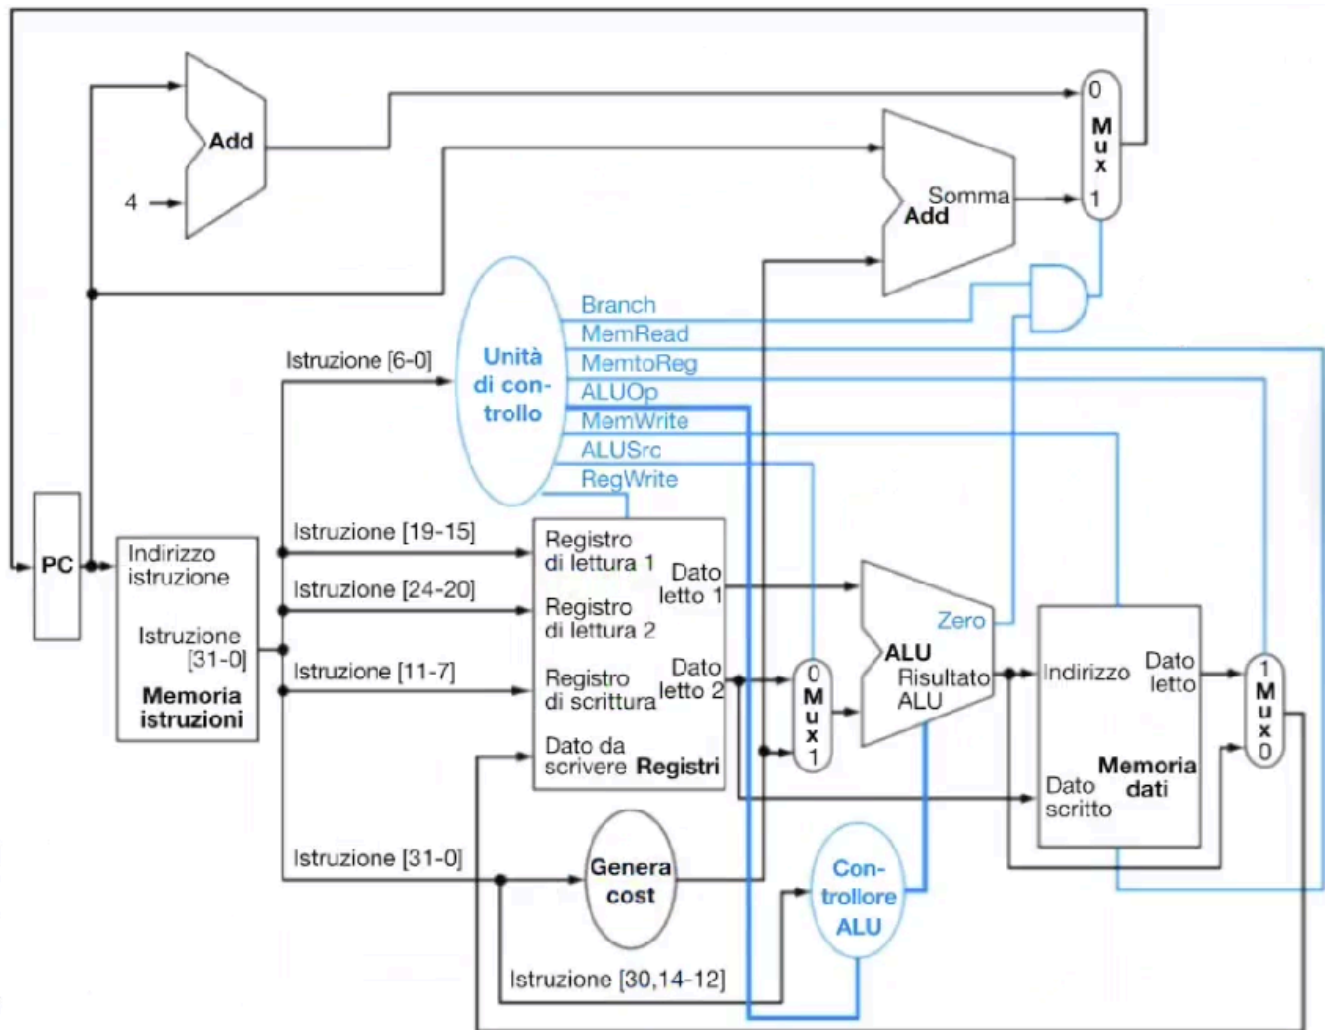 0
M
u
x
1
Add
4
Somma
Add
Branch
MemRead
MemtoReg
ALUOp
MemWrite
ALUSrc
RegWrite
Unità
di con-
trollo
Istruzione [6-0]
PC
Indirizzo
istruzione
Istruzione
[31-0]
Memoria
istruzioni
Istruzione [19-15]
Istruzione [24-20]
Istruzione [11-7]
Istruzione [31-0]
Istruzione [30,14-12]
Registro
di lettura 1
Registro
di lettura 2
Registro
di scrittura
Dato da
scrivere Registri
Dato
letto 1
Dato
letto 2
0
M
u
x
1
Zero
ALU
Risultato
ALU
Indirizzo
Dato
letto
Memoria
dati
Dato
scritto
1
M
u
x
0
Genera
cost
Con-
trollore
ALU